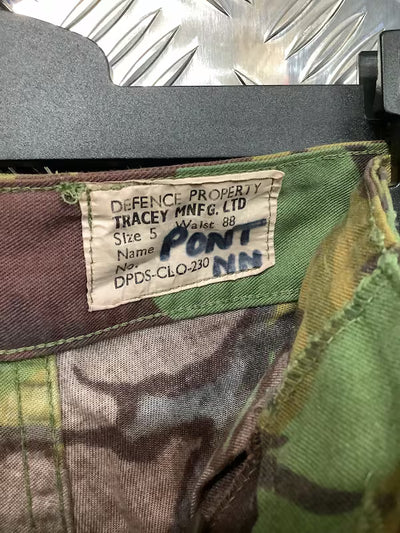 DEFENCE PROPERTY
TRACEY MNFG. LTD
Size 5 Waist 88
Name PONT
No. NN
DPDS-CLO-230